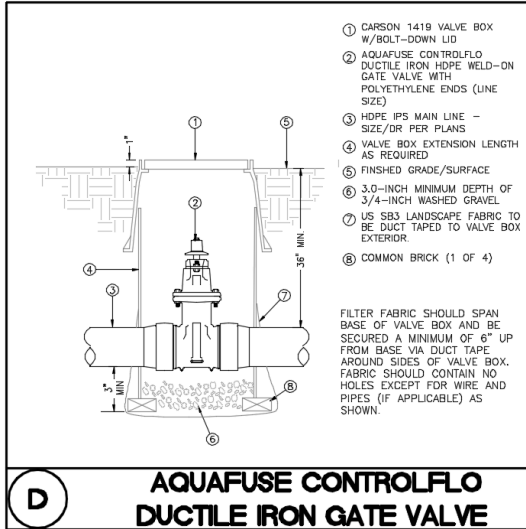 ① CARSON 1419 VALVE BOX
W/BOLT-DOWN LID
② AQUAFUSE CONTROLFLO
DUCTILE IRON HDPE WELD-ON
GATE VALVE WITH
POLYETHYLENE ENDS (LINE
SIZE)
③ HDPE IPS MAIN LINE -
SIZE/DR PER PLANS
④ VALVE BOX EXTENSION LENGTH
AS REQUIRED
⑤ FINSHED GRADE/SURFACE
⑥ 3.0-INCH MINIMUM DEPTH OF
3/4-INCH WASHED GRAVEL
⑦ US SB3 LANDSCAPE FABRIC TO
BE DUCT TAPED TO VALVE BOX
EXTERIOR.
⑧ COMMON BRICK (1 OF 4)
FILTER FABRIC SHOULD SPAN
BASE OF VALVE BOX AND BE
SECURED A MINIMUM OF 6" UP
FROM BASE VIA DUCT TAPE
AROUND SIDES OF VALVE BOX.
FABRIC SHOULD CONTAIN NO
HOLES EXCEPT FOR WIRE AND
PIPES (IF APPLICABLE) AS
SHOWN.
①
1"
⑤
②
36" MIN.
④
③
⑦
3"
MIN
⑧
⑥
D
AQUAFUSE CONTROLFLO
DUCTILE IRON GATE VALVE